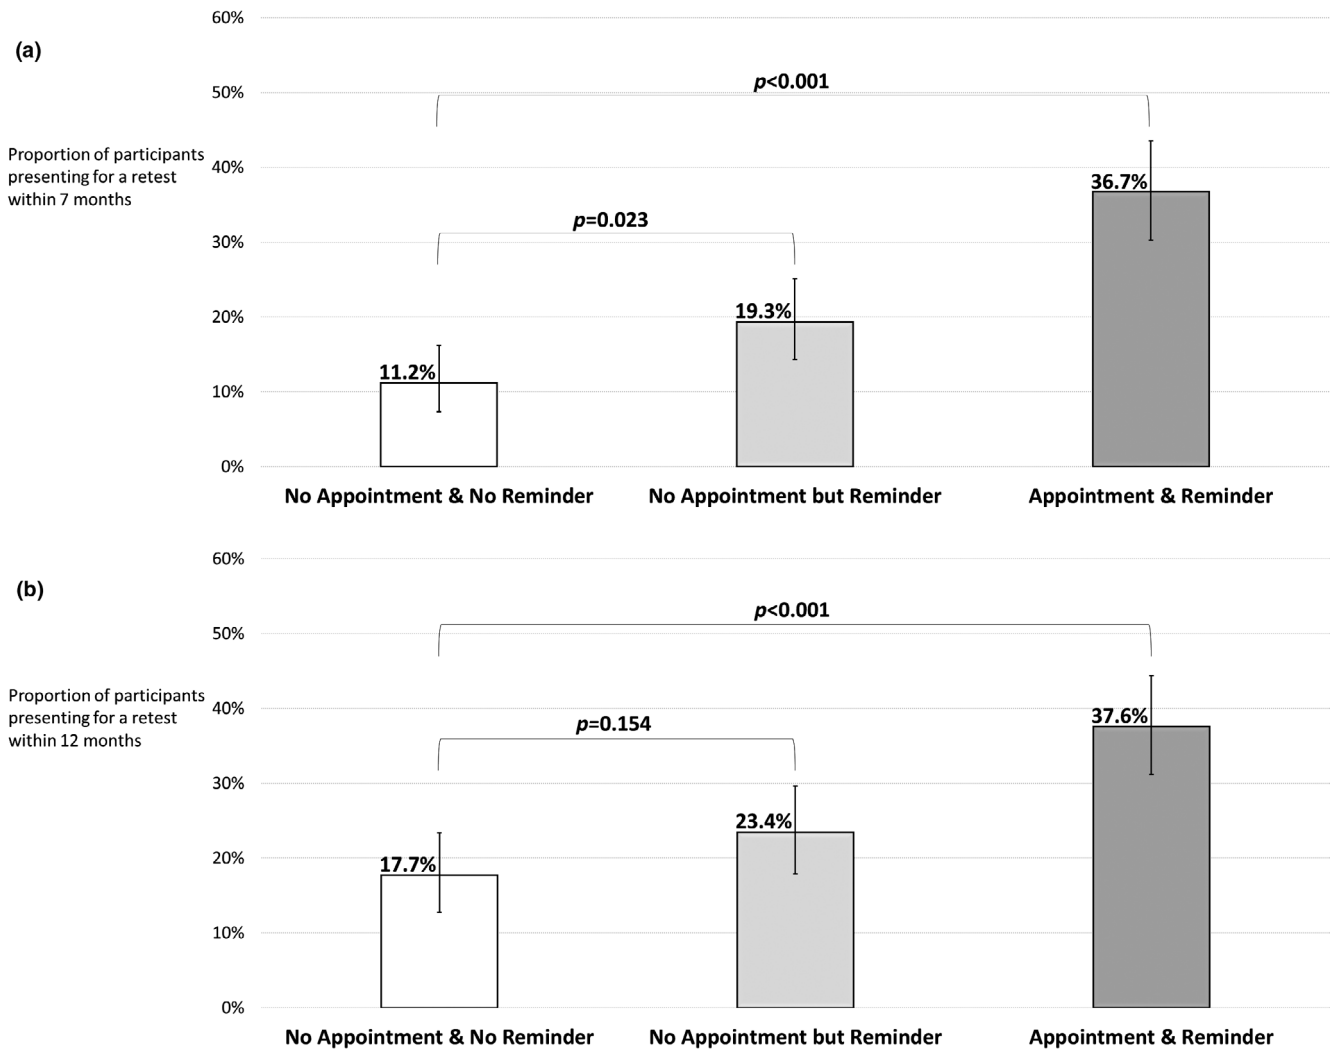 (a)
Proportion of participants
presenting for a retest
within 7 months
60%
50%
40%
30%
20%
10%
0%
p<0.001
p=0.023
11.2%
19.3%
36.7%
No Appointment & No Reminder
No Appointment but Reminder
Appointment & Reminder
(b)
Proportion of participants
presenting for a retest
within 12 months
60%
50%
40%
30%
20%
10%
0%
p<0.001
p=0.154
17.7%
23.4%
37.6%
No Appointment & No Reminder
No Appointment but Reminder
Appointment & Reminder